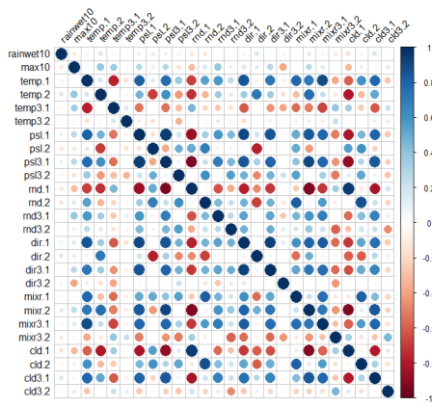 rainwet10
max10
temp.1
temp.2
temp3.1
temp3.2
psl.1
psl.2
psl3.1
psl3.2
rnd.1
rnd.2
rnd3.1
rnd3.2
dir.1
dir.2
dir3.1
dir3.2
mixr.1
mixr.2
mixr3.1
mixr3.2
cld.1
cld.2
cld3.1
cld3.2
rainwet10
max10
temp.1
temp.2
temp3.1
temp3.2
psl.1
psl.2
psl3.1
psl3.2
rnd.1
rnd.2
rnd3.1
rnd3.2
dir.1
dir.2
dir3.1
dir3.2
mixr.1
mixr.2
mixr3.1
mixr3.2
cld.1
cld.2
cld3.1
cld3.2
1
0.8
0.6
0.4
0.2
0
-0.2
-0.4
-0.6
-0.8
-1